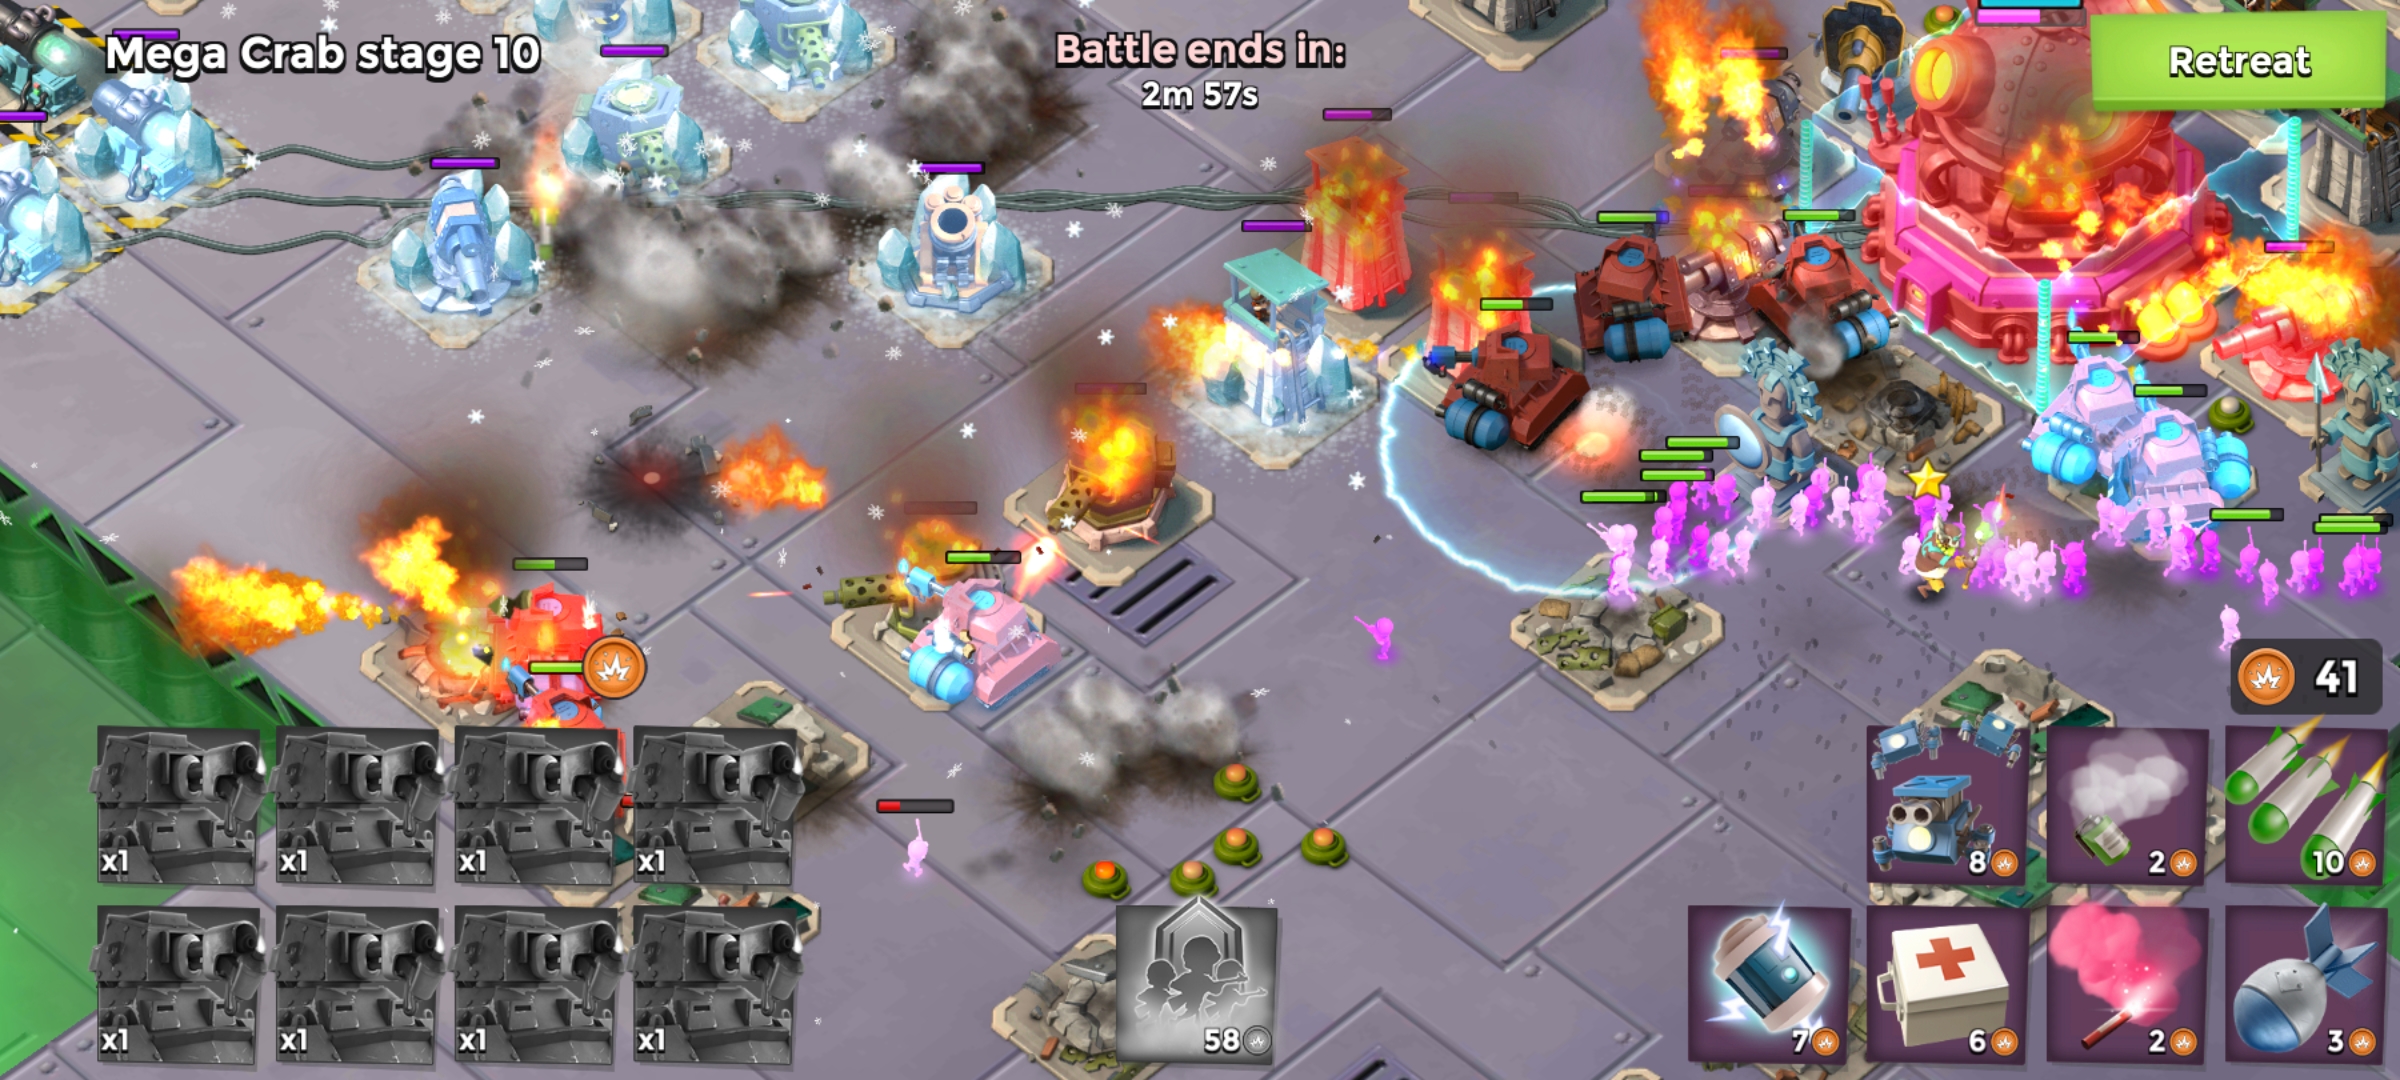 Mega Crab stage 10
Battle ends in:
2m 57s
Retreat
41
x1
x1
x1
x1
8
2
10
x1
x1
x1
x1
58
7
6
2
3